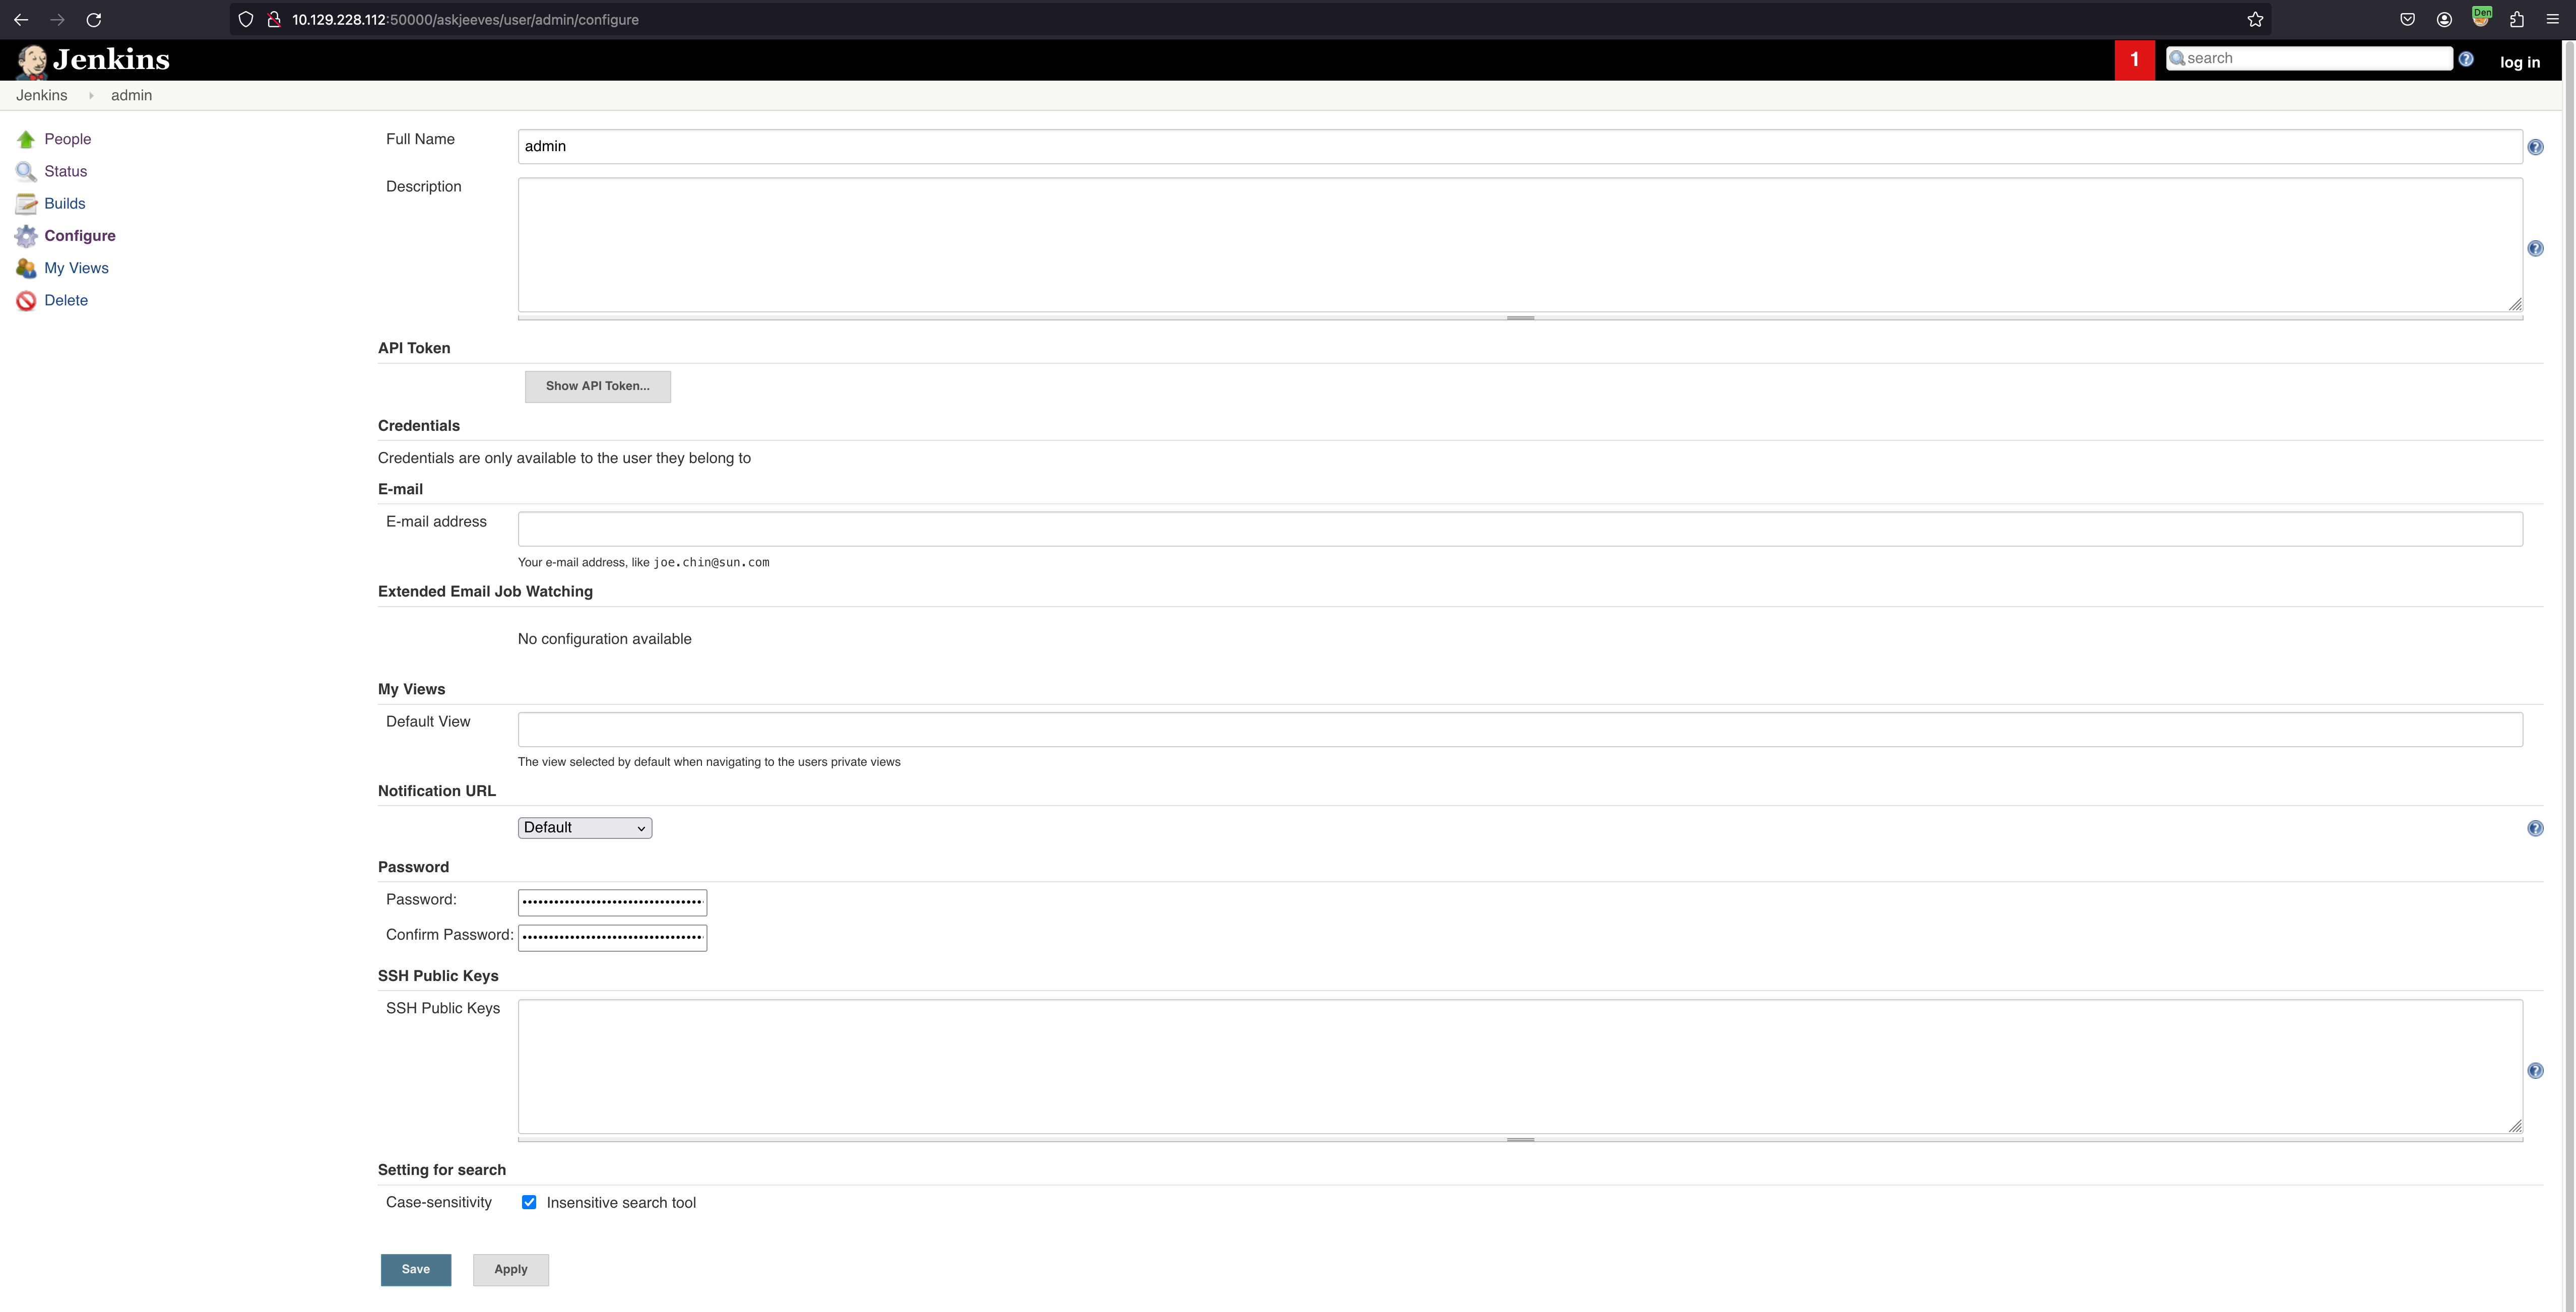 10.129.228.112:50000/askjeeves/user/admin/configure
Den
Jenkins
1
search
log in
Jenkins
admin
People
Status
Builds
Configure
My Views
Delete
Full Name
admin
Description
API Token
Show API Token...
Credentials
Credentials are only available to the user they belong to
E-mail
E-mail address
Your e-mail address, like joe.chin@sun.com
Extended Email Job Watching
No configuration available
My Views
Default View
The view selected by default when navigating to the users private views
Notification URL
Default
Password
Password:
Confirm Password:
SSH Public Keys
SSH Public Keys
Setting for search
Case-sensitivity
Insensitive search tool
Save
Apply